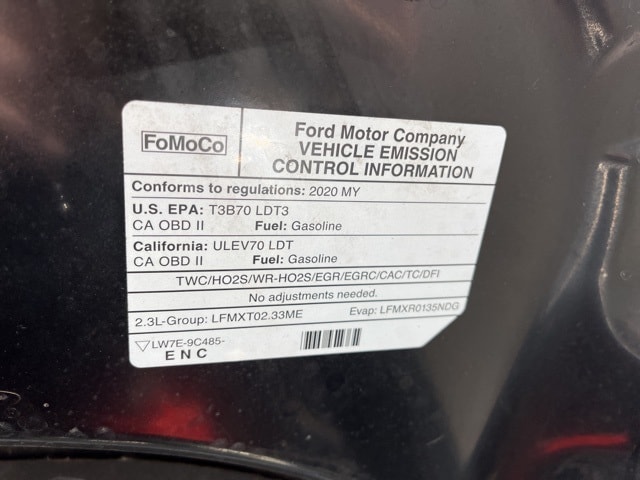 FoMoCo
Ford Motor Company
VEHICLE EMISSION
CONTROL INFORMATION
Conforms to regulations: 2020 MY
U.S. EPA: T3B70 LDT3
CA OBD II Fuel: Gasoline
California: ULEV70 LDT
CA OBD II Fuel: Gasoline
TWC/HO2S/WR-HO2S/EGR/EGRC/CAC/TC/DFI
No adjustments needed.
2.3L-Group: LFMXT02.33ME Evap: LFMXR0135NDG
LW7E-9C485-
ENC